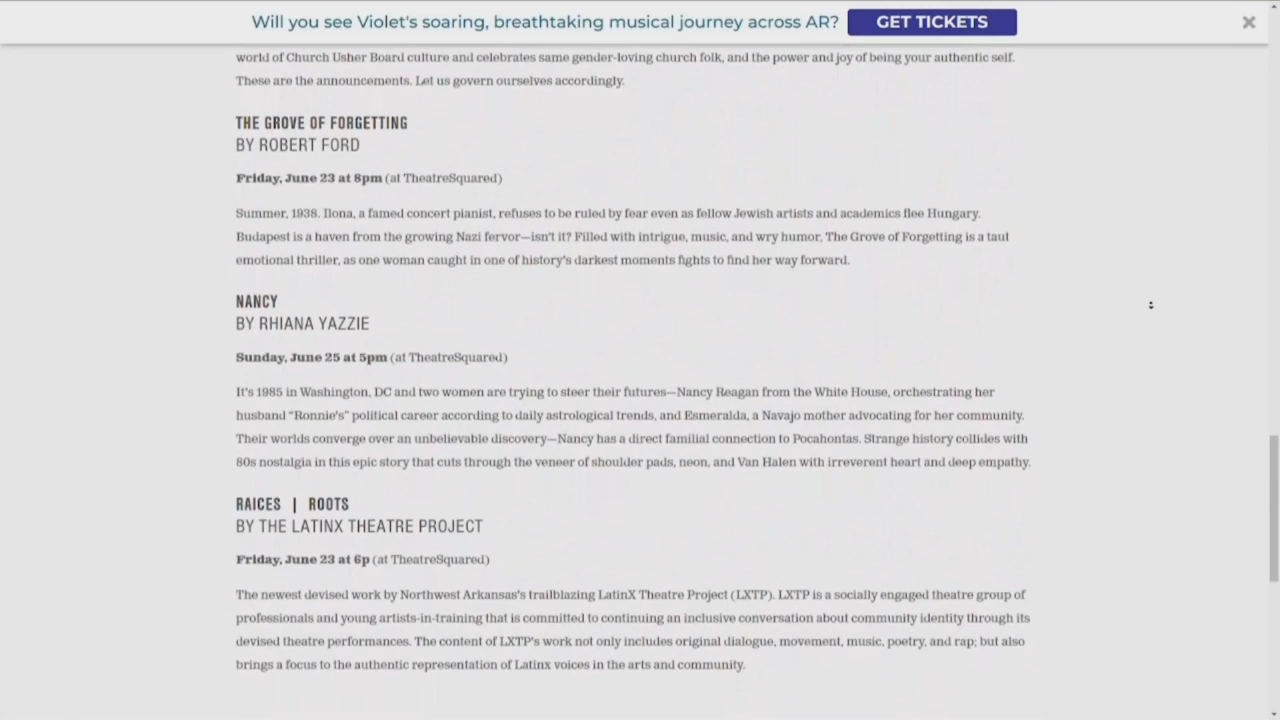 Will you see Violet's soaring, breathtaking musical journey across AR? GET TICKETS ×
world of Church Usher Board culture and celebrates same gender-loving church folk, and the power and joy of being your authentic self.
These are the announcements. Let us govern ourselves accordingly.
THE GROVE OF FORGETTING
BY ROBERT FORD
Friday, June 23 at 8pm (at TheatreSquared)
Summer, 1938. Ilona, a famed concert pianist, refuses to be ruled by fear even as fellow Jewish artists and academics flee Hungary.
Budapest is a haven from the growing Nazi fervor—isn't it? Filled with intrigue, music, and wry humor, The Grove of Forgetting is a taut
emotional thriller, as one woman caught in one of history's darkest moments fights to find her way forward.
NANCY
BY RHIANA YAZZIE
Sunday, June 25 at 5pm (at TheatreSquared)
It's 1985 in Washington, DC and two women are trying to steer their futures—Nancy Reagan from the White House, orchestrating her
husband "Ronnie's" political career according to daily astrological trends, and Esmeralda, a Navajo mother advocating for her community.
Their worlds converge over an unbelievable discovery—Nancy has a direct familial connection to Pocahontas. Strange history collides with
80s nostalgia in this epic story that cuts through the veneer of shoulder pads, neon, and Van Halen with irreverent heart and deep empathy.
RAICES | ROOTS
BY THE LATINX THEATRE PROJECT
Friday, June 23 at 6p (at TheatreSquared)
The newest devised work by Northwest Arkansas's trailblazing LatinX Theatre Project (LXTP). LXTP is a socially engaged theatre group of
professionals and young artists-in-training that is committed to continuing an inclusive conversation about community identity through its
devised theatre performances. The content of LXTP's work not only includes original dialogue, movement, music, poetry, and rap; but also
brings a focus to the authentic representation of Latinx voices in the arts and community.